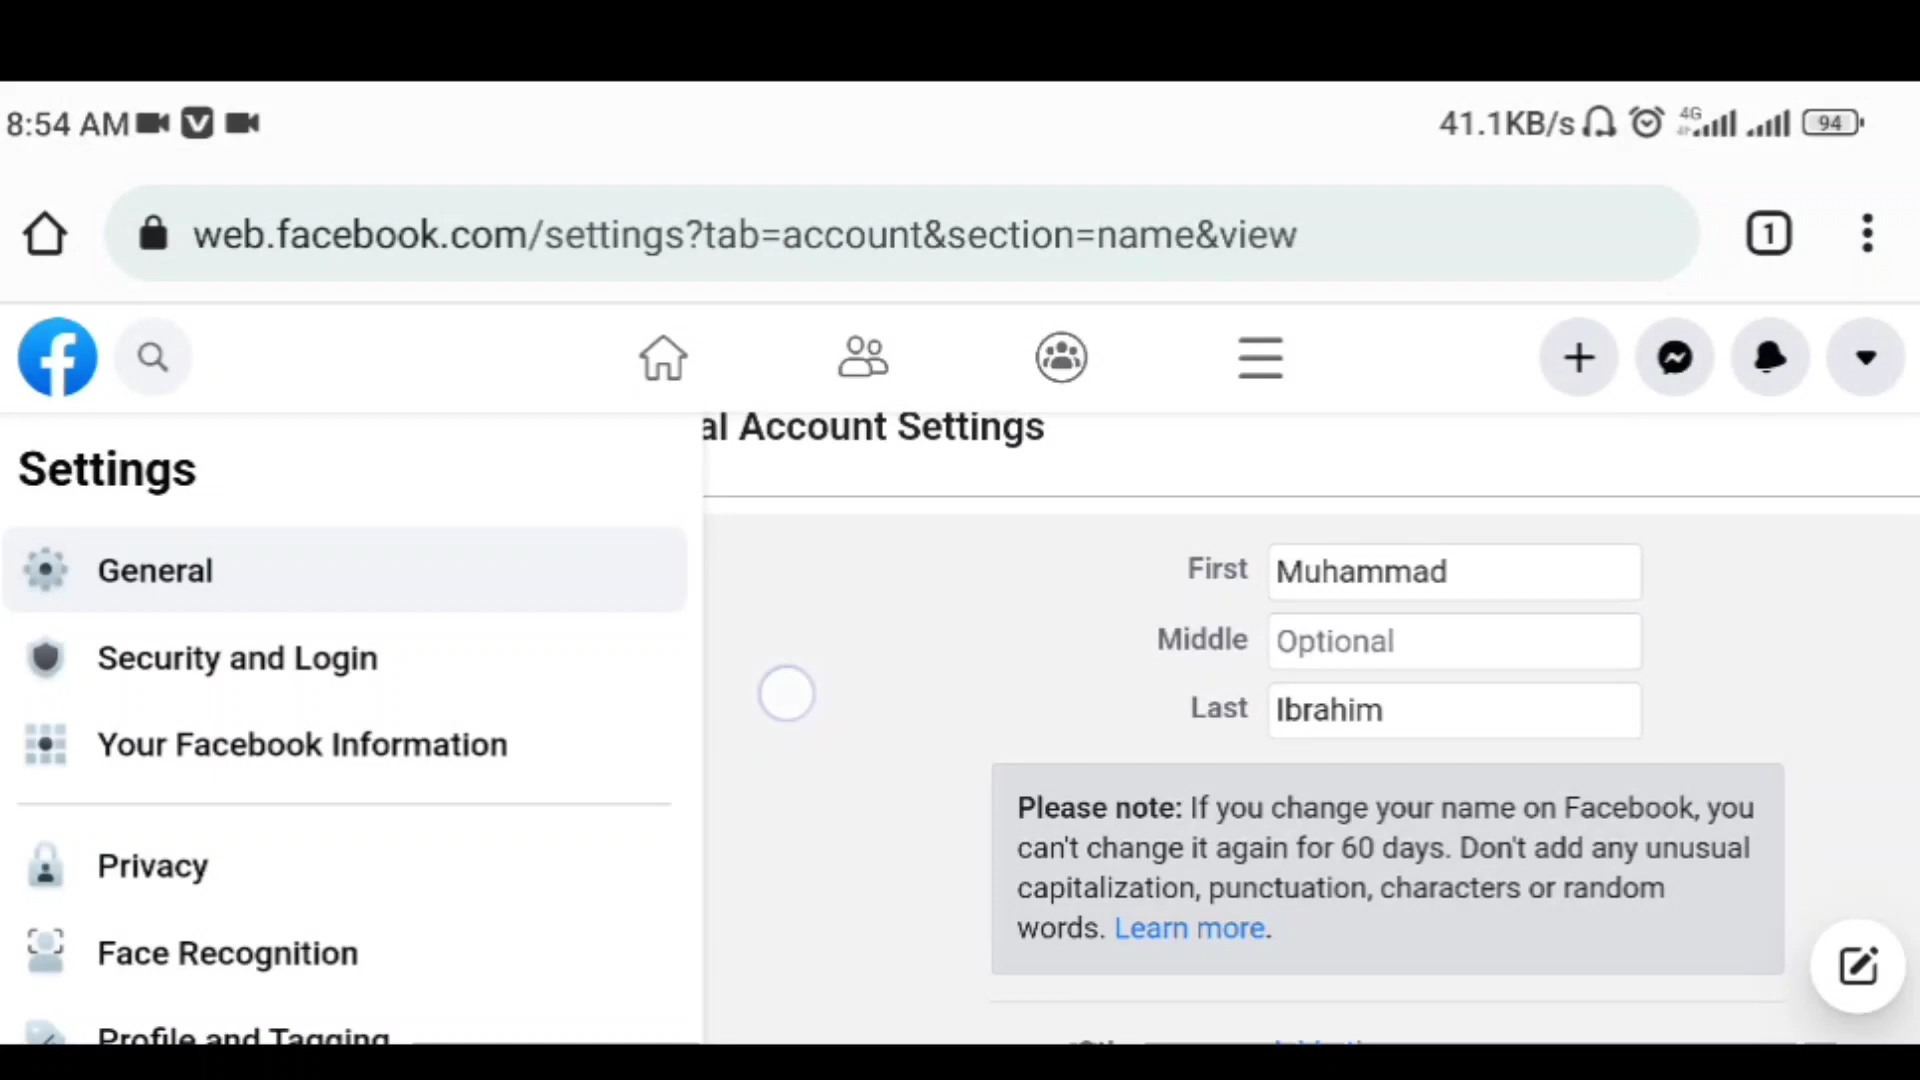 8:54 AM
41.1KB/s 4G 94
web.facebook.com/settings?tab=account&section=name&view
1
al Account Settings
Settings
General
Security and Login
Your Facebook Information
Privacy
Face Recognition
Profile and Tagging
First Muhammad
Middle Optional
Last Ibrahim
Please note: If you change your name on Facebook, you
can't change it again for 60 days. Don't add any unusual
capitalization, punctuation, characters or random
words. Learn more.